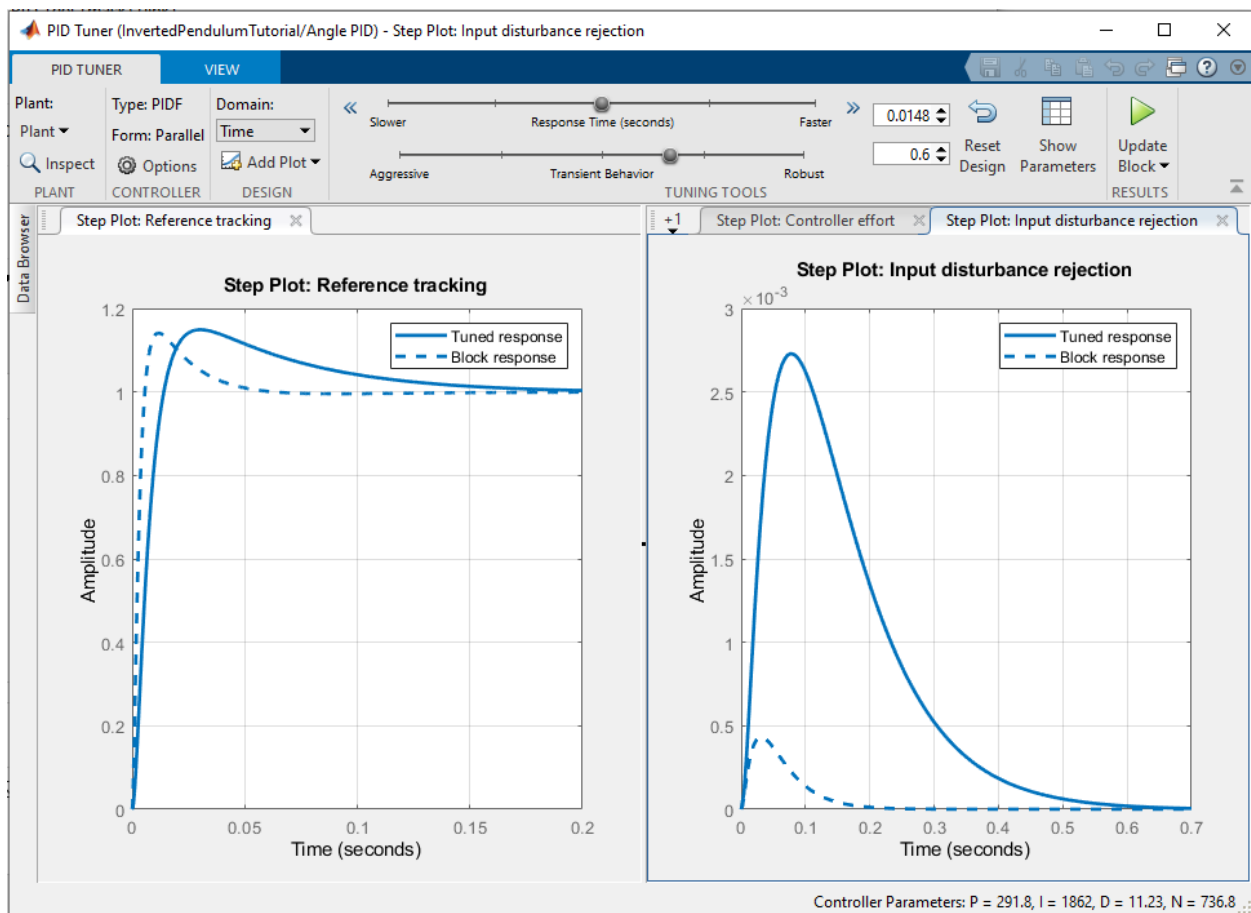 PID Tuner (InvertedPendulumTutorial/Angle PID) - Step Plot: Input disturbance rejection
PID TUNER
VIEW
Plant:
Plant
Inspect
PLANT
Type: PIDF
Form: Parallel
Options
CONTROLLER
Domain:
Time
Add Plot
DESIGN
Slower
Response Time (seconds)
Faster
0.0148
Aggressive
Transient Behavior
Robust
0.6
Reset
Design
Show
Parameters
TUNING TOOLS
Update
Block
RESULTS
Data Browser
Step Plot: Reference tracking
+1
Step Plot: Controller effort
Step Plot: Input disturbance rejection
Step Plot: Reference tracking
Tuned response
Block response
1.2
1
0.8
0.6
0.4
0.2
0
Amplitude
0
0.05
0.1
0.15
0.2
Time (seconds)
Step Plot: Input disturbance rejection
×10^-3
Tuned response
Block response
3
2.5
2
1.5
1
0.5
0
Amplitude
0
0.1
0.2
0.3
0.4
0.5
0.6
0.7
Time (seconds)
Controller Parameters: P = 291.8, I = 1862, D = 11.23, N = 736.8